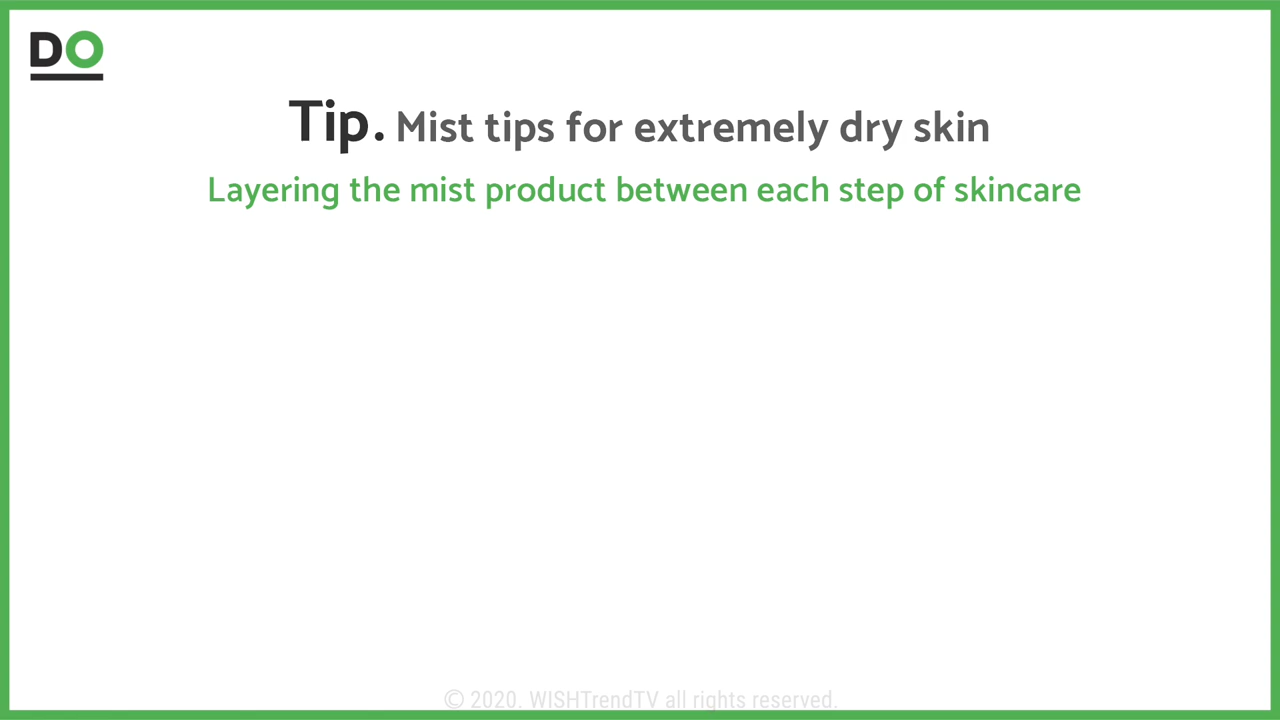 DO
Tip. Mist tips for extremely dry skin
Layering the mist product between each step of skincare
© 2020. WISHTrendTV all rights reserved.